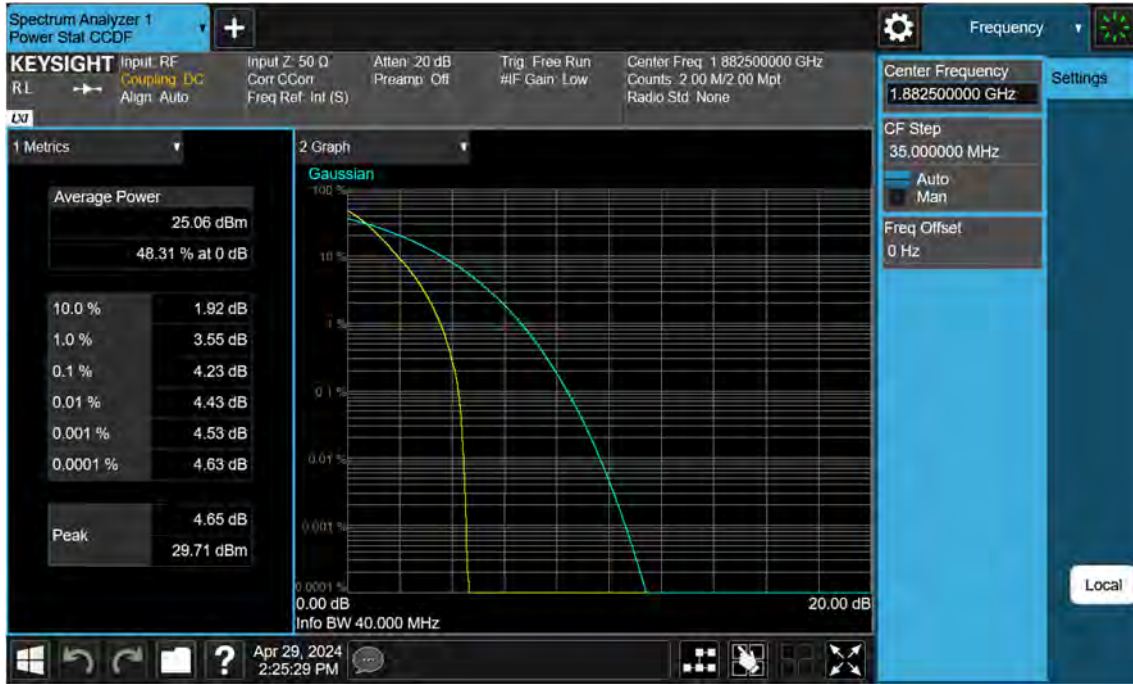 Spectrum Analyzer 1
Power Stat CCDF
Frequency
KEYSIGHT
RL
LXI
Input: RF
Coupling: DC
Align: Auto
Input Z: 50 Ω
Corr CCorr
Freq Ref: Int (S)
Atten: 20 dB
Preamp: Off
Trig: Free Run
#IF Gain: Low
Center Freq: 1.882500000 GHz
Counts: 2.00 M/2.00 Mpt
Radio Std: None
Center Frequency
1.882500000 GHz
Settings
CF Step
35.000000 MHz
Auto
Man
Freq Offset
0 Hz
Local
1 Metrics
Average Power
25.06 dBm
48.31 % at 0 dB
10.0 % 1.92 dB
1.0 % 3.55 dB
0.1 % 4.23 dB
0.01 % 4.43 dB
0.001 % 4.53 dB
0.0001 % 4.63 dB
Peak 4.65 dB
29.71 dBm
2 Graph
Gaussian
100 %
10 %
1 %
0.1 %
0.01 %
0.001 %
0.0001 %
0.00 dB 20.00 dB
Info BW 40.000 MHz
?
Apr 29, 2024
2:25:29 PM